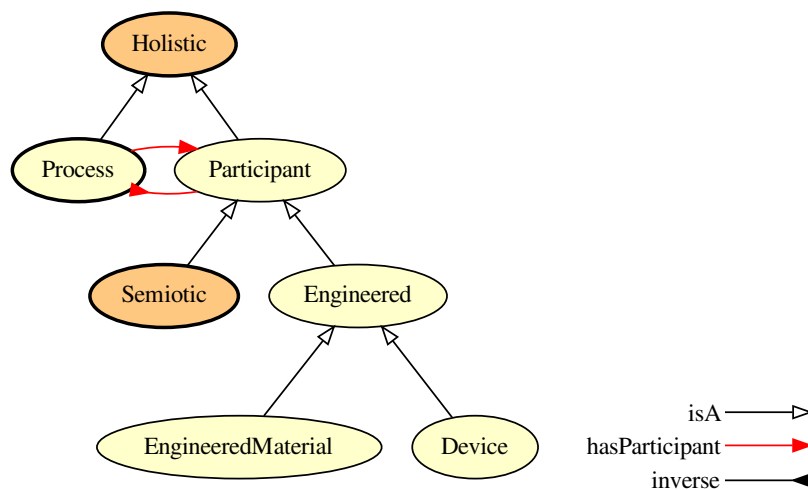 Holistic
Process
Participant
Semiotic
Engineered
EngineeredMaterial
Device
isA
hasParticipant
inverse